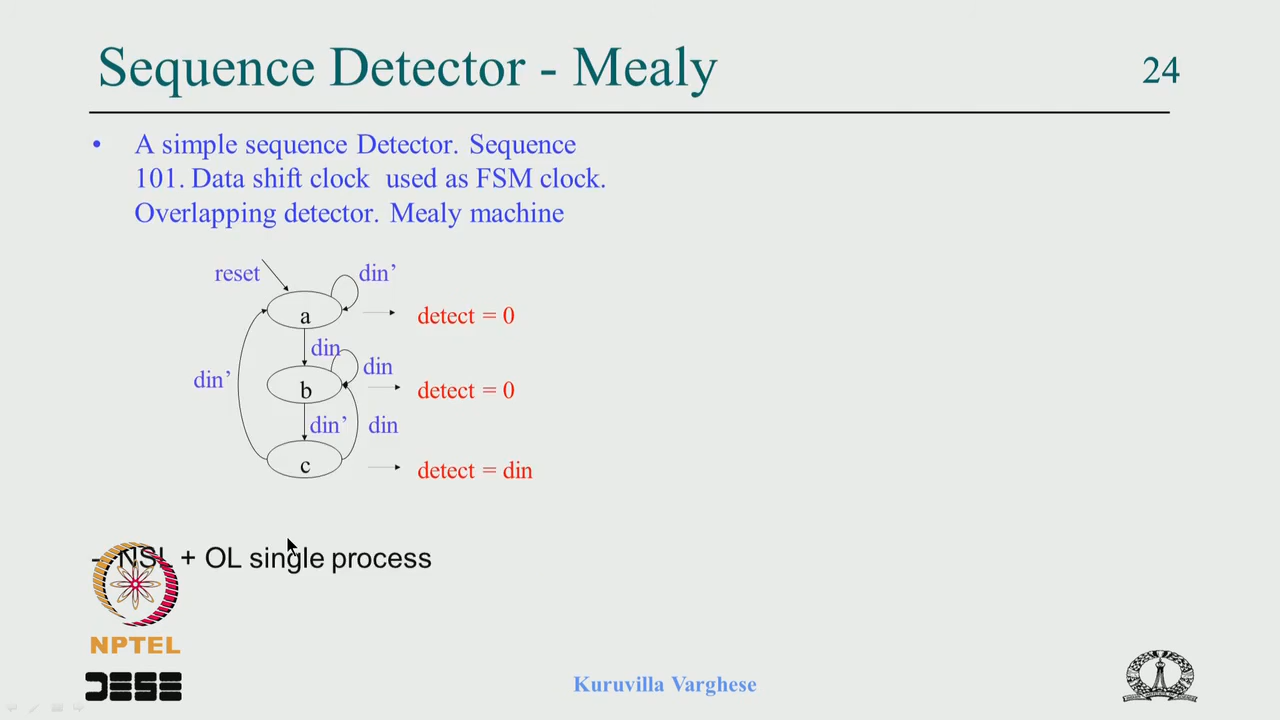 Sequence Detector - Mealy
24
• A simple sequence Detector. Sequence
101. Data shift clock used as FSM clock.
Overlapping detector. Mealy machine
reset
din’
a
detect = 0
din
din
din’
b
detect = 0
din’
din
c
detect = din
-- NSL + OL single process
NPTEL
DESE
Kuruvilla Varghese